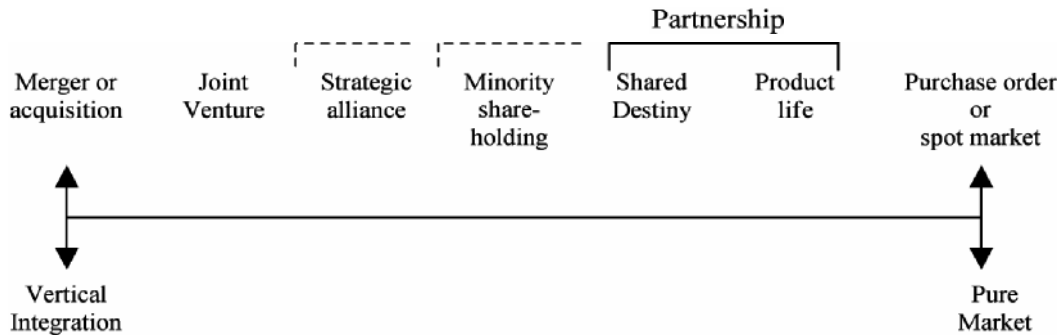 Partnership
Merger or
acquisition
Joint
Venture
Strategic
alliance
Minority
share-
holding
Shared
Destiny
Product
life
Purchase order
or
spot market
Vertical
Integration
Pure
Market